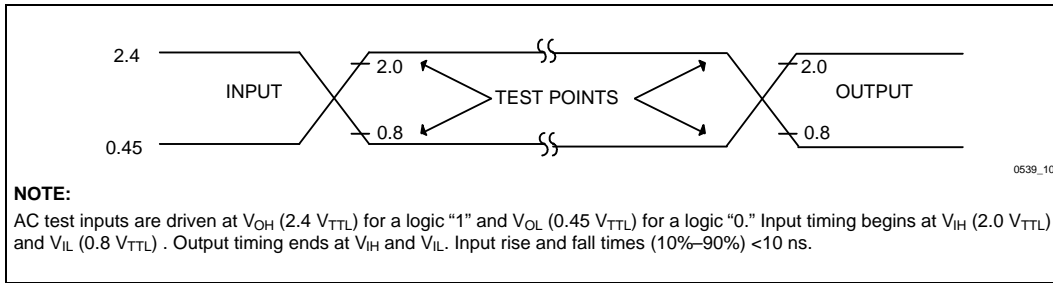 2.4
2.0
2.0
INPUT
TEST POINTS
OUTPUT
0.8
0.8
0.45
0539_10
NOTE:
AC test inputs are driven at VOH (2.4 VTTL) for a logic “1” and VOL (0.45 VTTL) for a logic “0.” Input timing begins at VIH (2.0 VTTL)
and VIL (0.8 VTTL) . Output timing ends at VIH and VIL. Input rise and fall times (10%–90%) <10 ns.